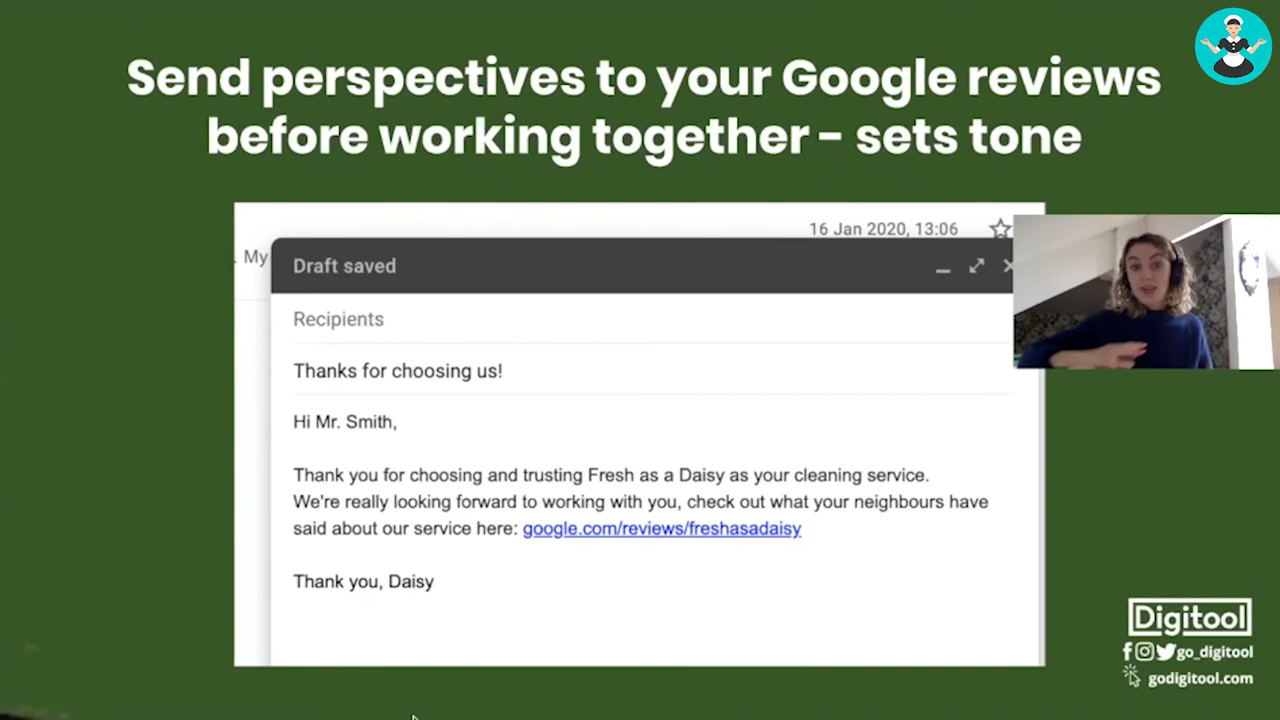 Send perspectives to your Google reviews
before working together - sets tone
16 Jan 2020, 13:06
. My
Draft saved
Recipients
Thanks for choosing us!
Hi Mr. Smith,
Thank you for choosing and trusting Fresh as a Daisy as your cleaning service.
We're really looking forward to working with you, check out what your neighbours have
said about our service here: google.com/reviews/freshasadaisy
Thank you, Daisy
Digitool
go_digitool
godigitool.com